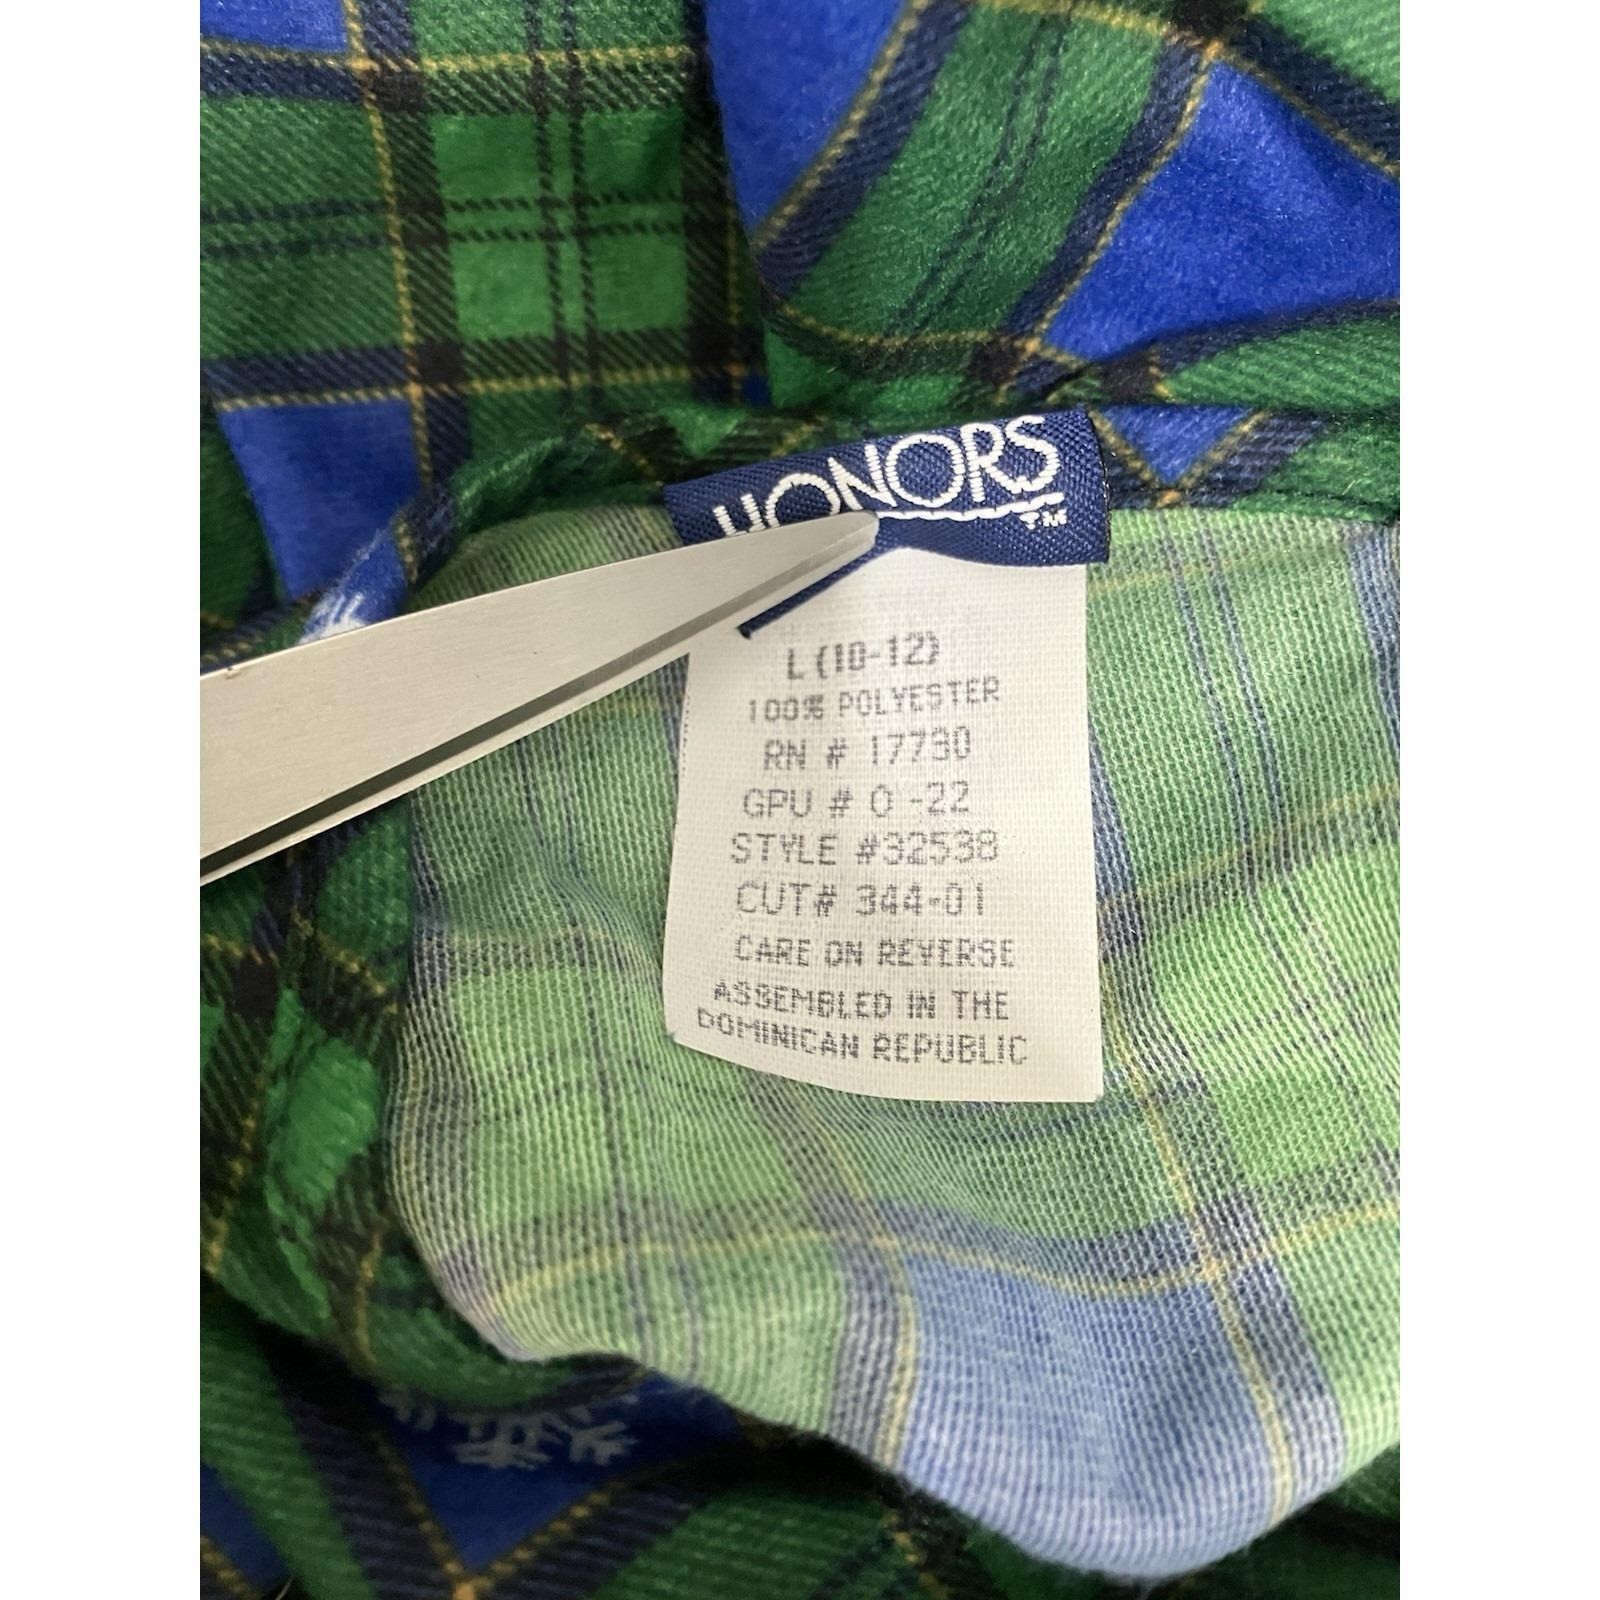 HONORS
TM
L (10-12)
100% POLYESTER
RN # 17730
GPU # 0 -22
STYLE #32538
CUT# 344-01
CARE ON REVERSE
ASSEMBLED IN THE
DOMINICAN REPUBLIC